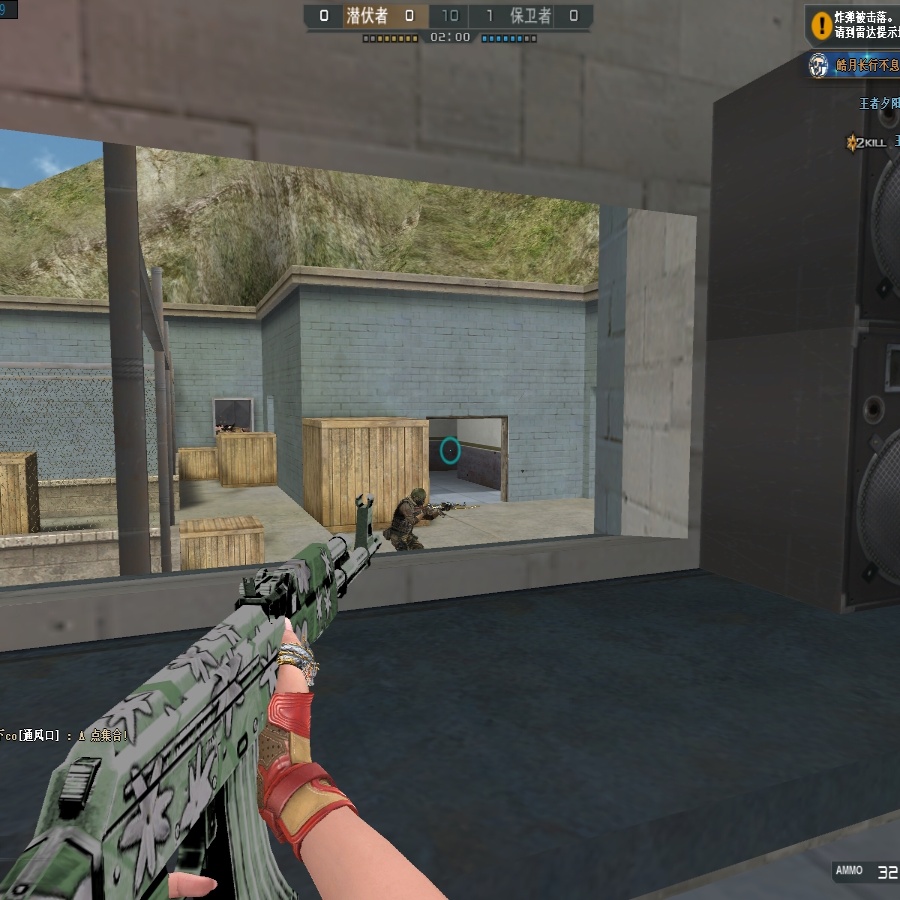 9
0 潜伏者 0 10 1 保卫者 0
02:00
炸弹被击落。
请到雷达提示
皓月长行不息
王者夕阳
2KILL 王
co[通风口] : A 点集合!
AMMO 32